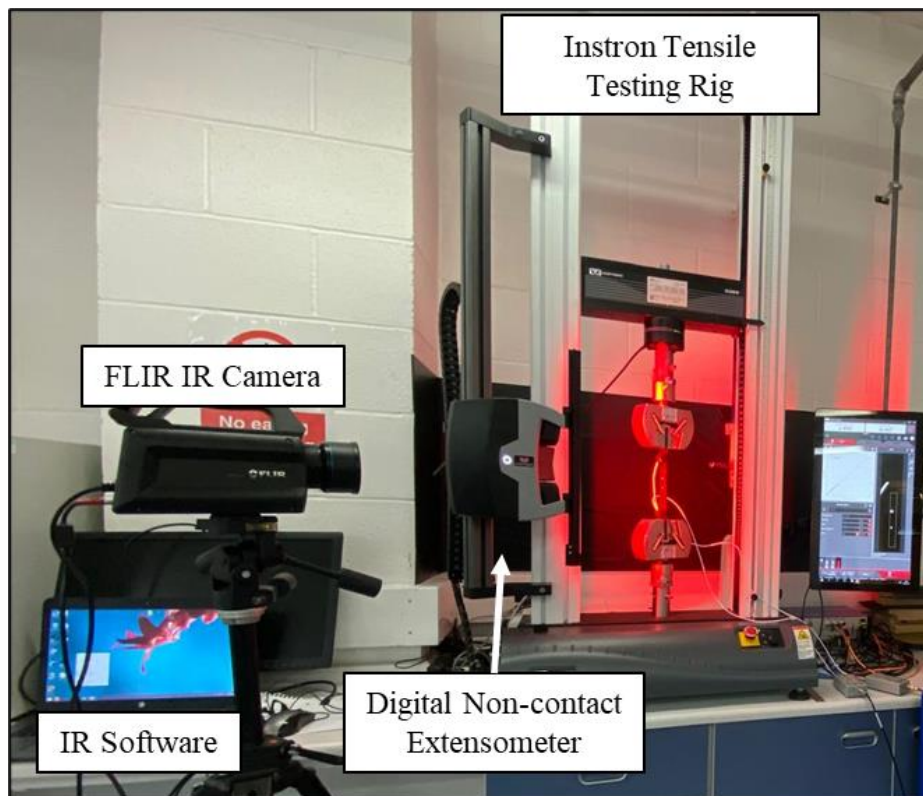 Instron Tensile
Testing Rig
FLIR IR Camera
No ea
FLIR
IR Software
Digital Non-contact
Extensometer